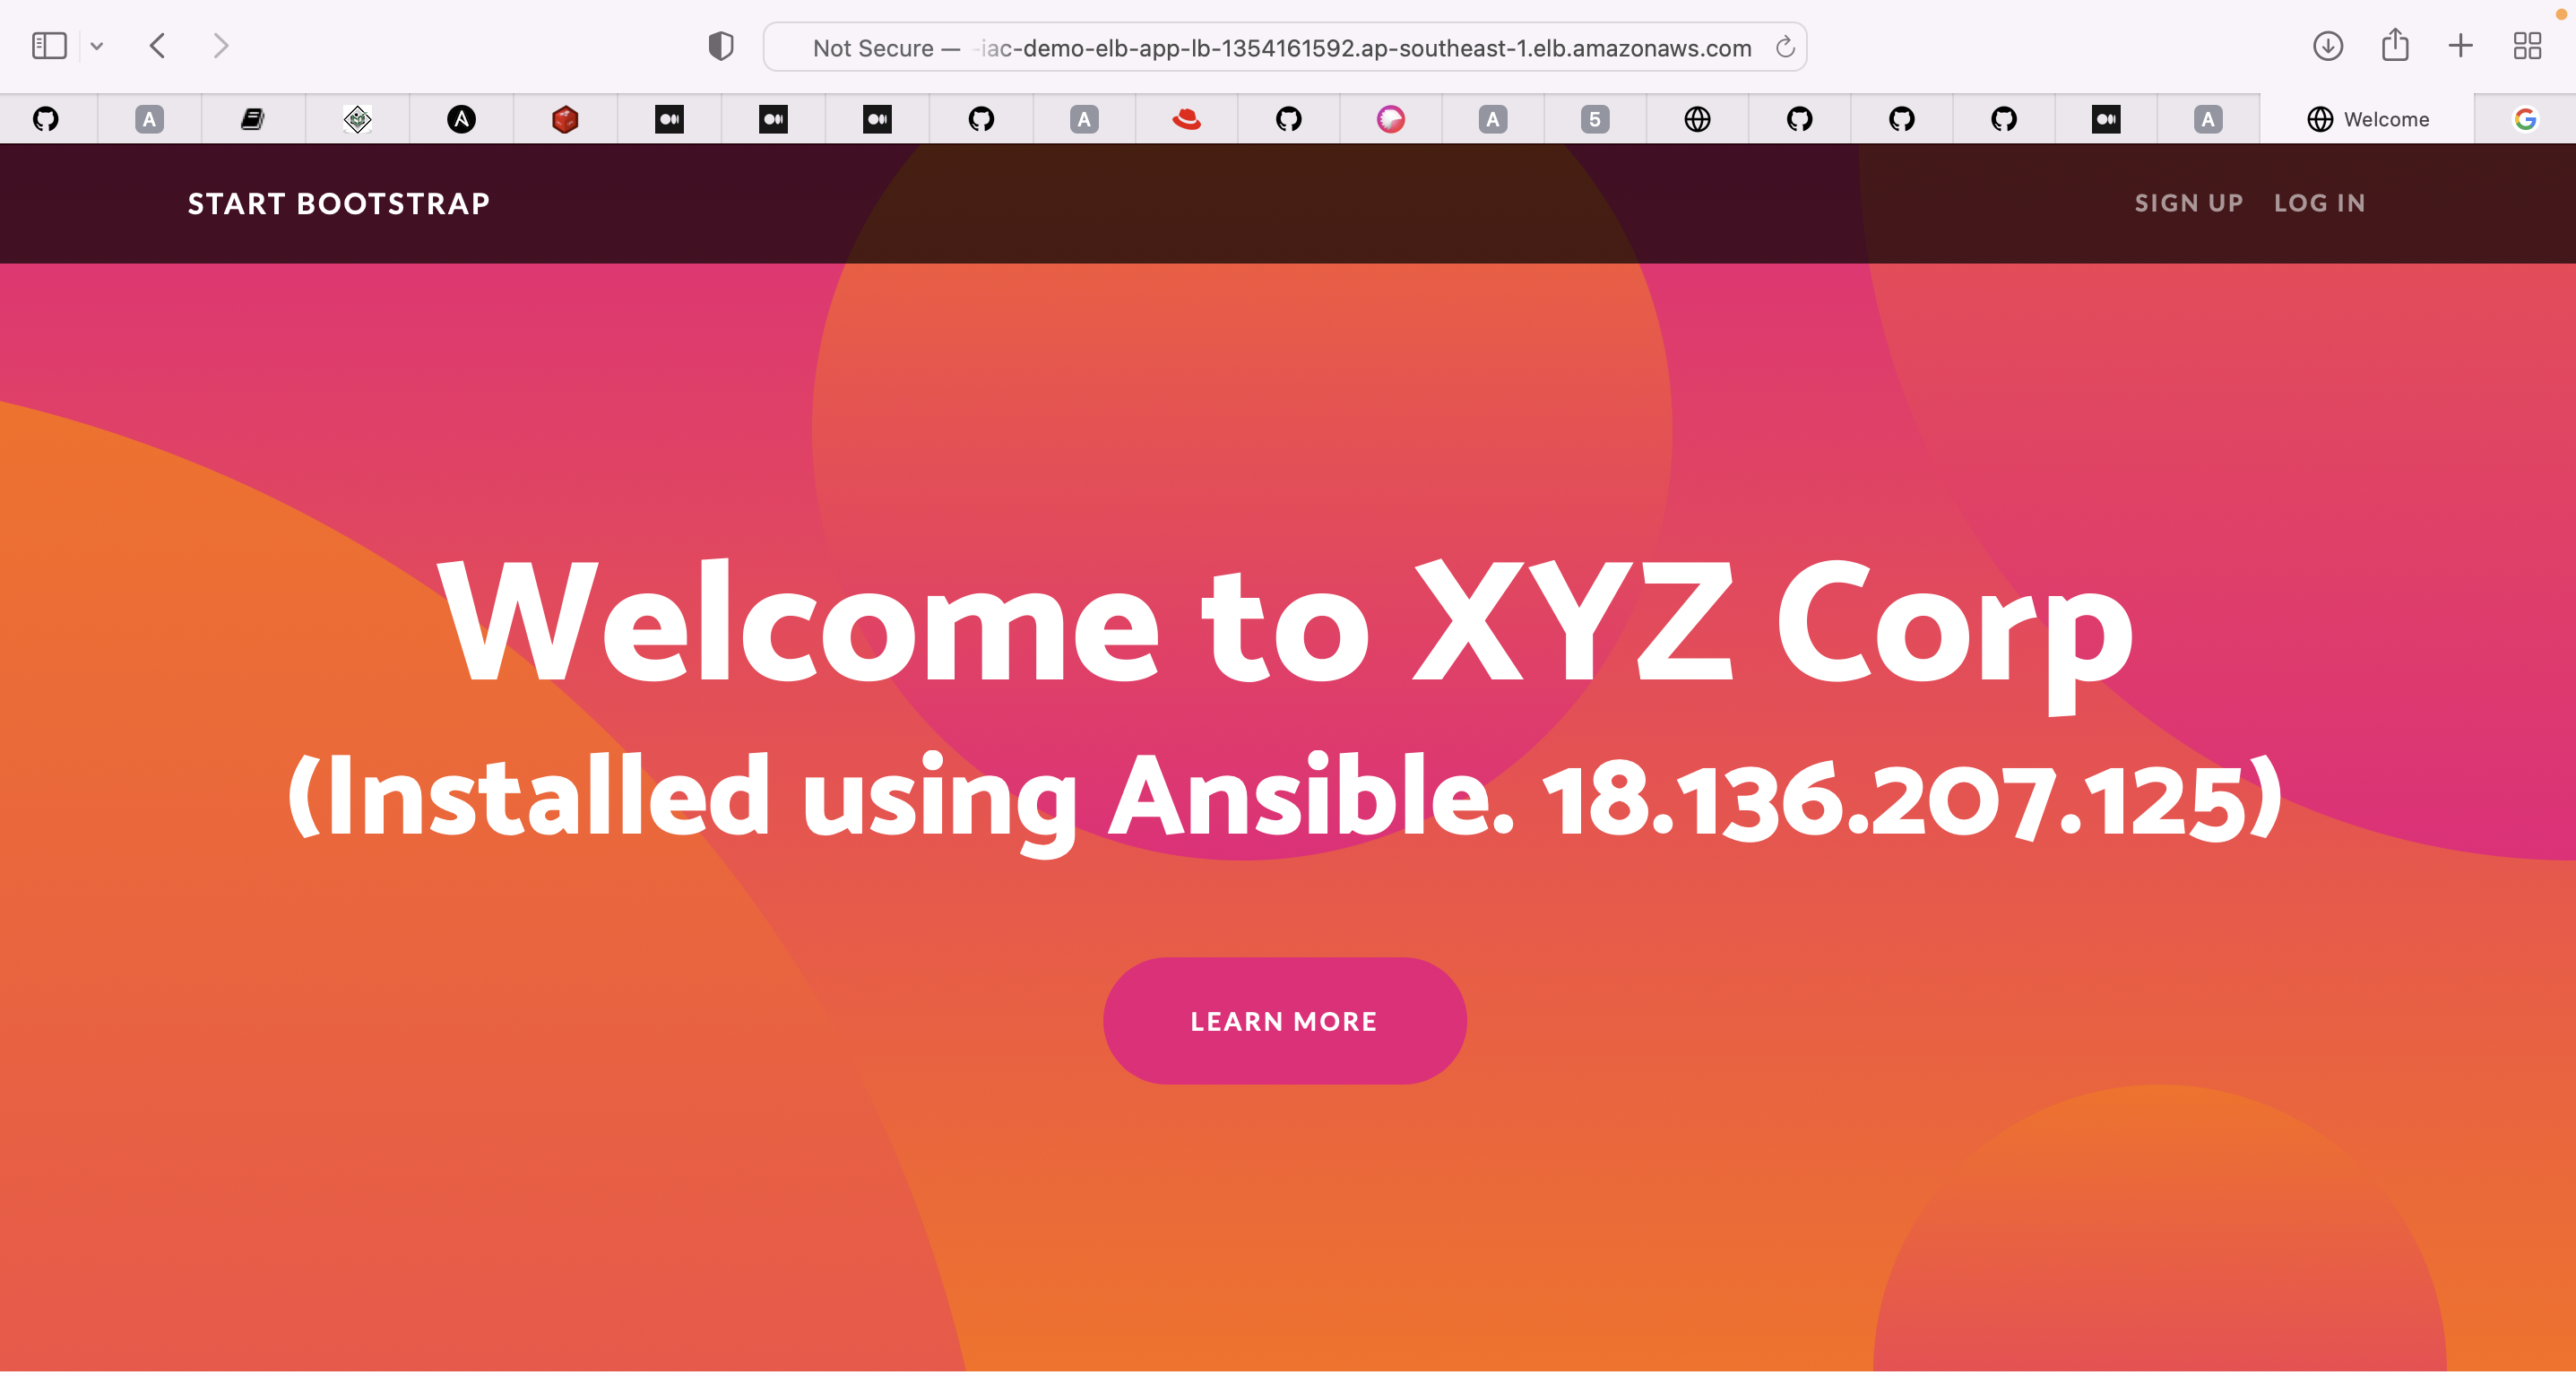 Not Secure — -iac-demo-elb-app-lb-1354161592.ap-southeast-1.elb.amazonaws.com
A
A
A
5
A
Welcome
START BOOTSTRAP
SIGN UP
LOG IN
Welcome to XYZ Corp
(Installed using Ansible. 18.136.207.125)
LEARN MORE